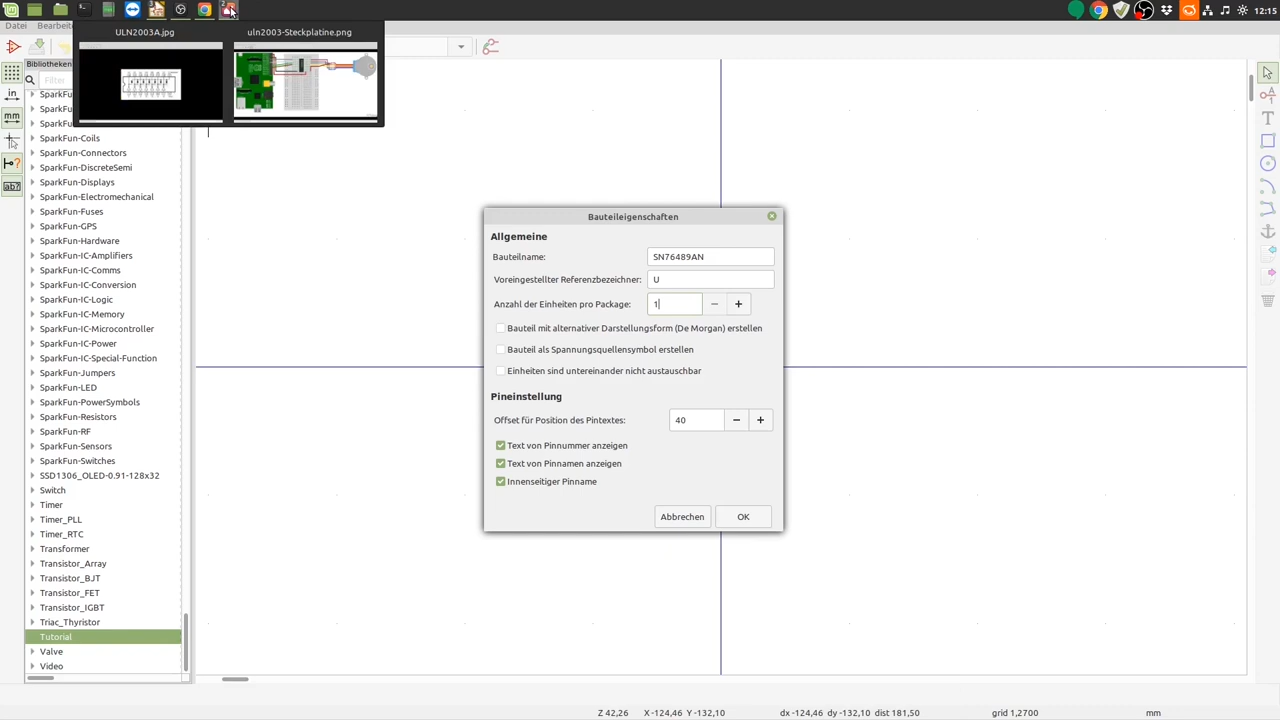 12:15
Datei
ULN2003A.jpg
uln2003-Steckplatine.png
Bibliotheken
Filter
in
mm
ab?
SparkFun-Coils
SparkFun-Connectors
SparkFun-DiscreteSemi
SparkFun-Displays
SparkFun-Electromechanical
SparkFun-Fuses
SparkFun-GPS
SparkFun-Hardware
SparkFun-IC-Amplifiers
SparkFun-IC-Comms
SparkFun-IC-Conversion
SparkFun-IC-Logic
SparkFun-IC-Memory
SparkFun-IC-Microcontroller
SparkFun-IC-Power
SparkFun-IC-Special-Function
SparkFun-Jumpers
SparkFun-LED
SparkFun-PowerSymbols
SparkFun-Resistors
SparkFun-RF
SparkFun-Sensors
SparkFun-Switches
SSD1306_OLED-0.91-128x32
Switch
Timer
Timer_PLL
Timer_RTC
Transformer
Transistor_Array
Transistor_BJT
Transistor_FET
Transistor_IGBT
Triac_Thyristor
Tutorial
Valve
Video
Bauteileigenschaften
Allgemeine
Bauteilname: SN76489AN
Voreingestellter Referenzbezeichner: U
Anzahl der Einheiten pro Package: 1
Bauteil mit alternativer Darstellungsform (De Morgan) erstellen
Bauteil als Spannungsquellensymbol erstellen
Einheiten sind untereinander nicht austauschbar
Pineinstellung
Offset für Position des Pintextes: 40
Text von Pinnummer anzeigen
Text von Pinnamen anzeigen
Innenseitiger Pinname
Abbrechen OK
Z 42,26 X -124,46 Y -132,10 dx -124,46 dy -132,10 dist 181,50 grid 1,2700 mm